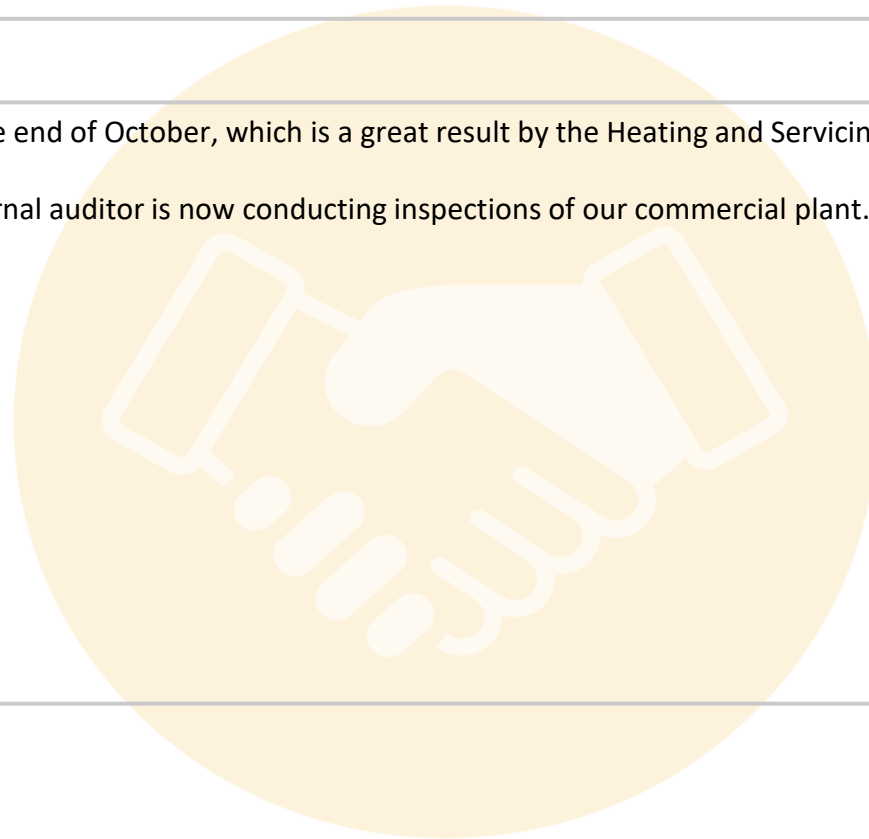 e end of October, which is a great result by the Heating and Servicin
rnal auditor is now conducting inspections of our commercial plant.